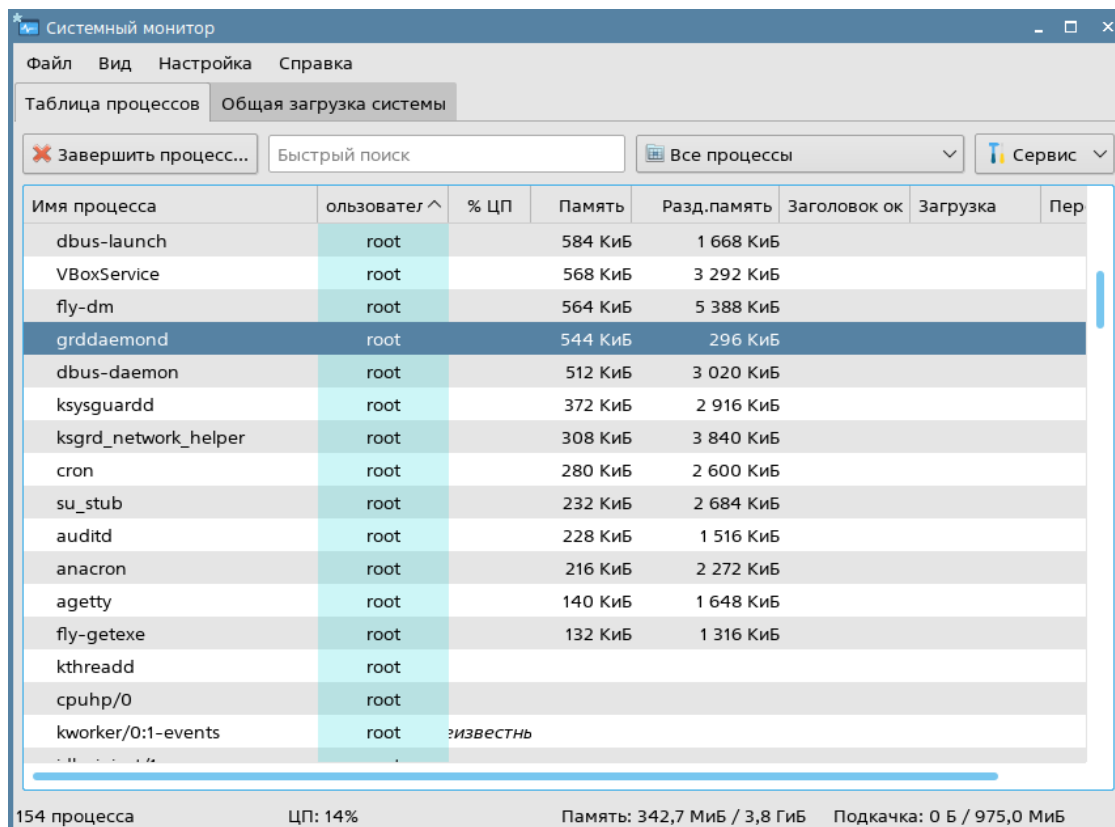 Системный монитор
Файл Вид Настройка Справка
Таблица процессов Общая загрузка системы
Завершить процесс... Быстрый поиск Все процессы Сервис
Имя процесса ользовател % ЦП Память Разд.память Заголовок ок Загрузка Пер
dbus-launch root 584 КиБ 1 668 КиБ
VBoxService root 568 КиБ 3 292 КиБ
fly-dm root 564 КиБ 5 388 КиБ
grddaemond root 544 КиБ 296 КиБ
dbus-daemon root 512 КиБ 3 020 КиБ
ksysguardd root 372 КиБ 2 916 КиБ
ksgrd_network_helper root 308 КиБ 3 840 КиБ
cron root 280 КиБ 2 600 КиБ
su_stub root 232 КиБ 2 684 КиБ
auditd root 228 КиБ 1 516 КиБ
anacron root 216 КиБ 2 272 КиБ
agetty root 140 КиБ 1 648 КиБ
fly-getexe root 132 КиБ 1 316 КиБ
kthreadd root
cpuhp/0 root
kworker/0:1-events root еизвестнь
154 процесса ЦП: 14% Память: 342,7 МиБ / 3,8 ГиБ Подкачка: 0 Б / 975,0 МиБ